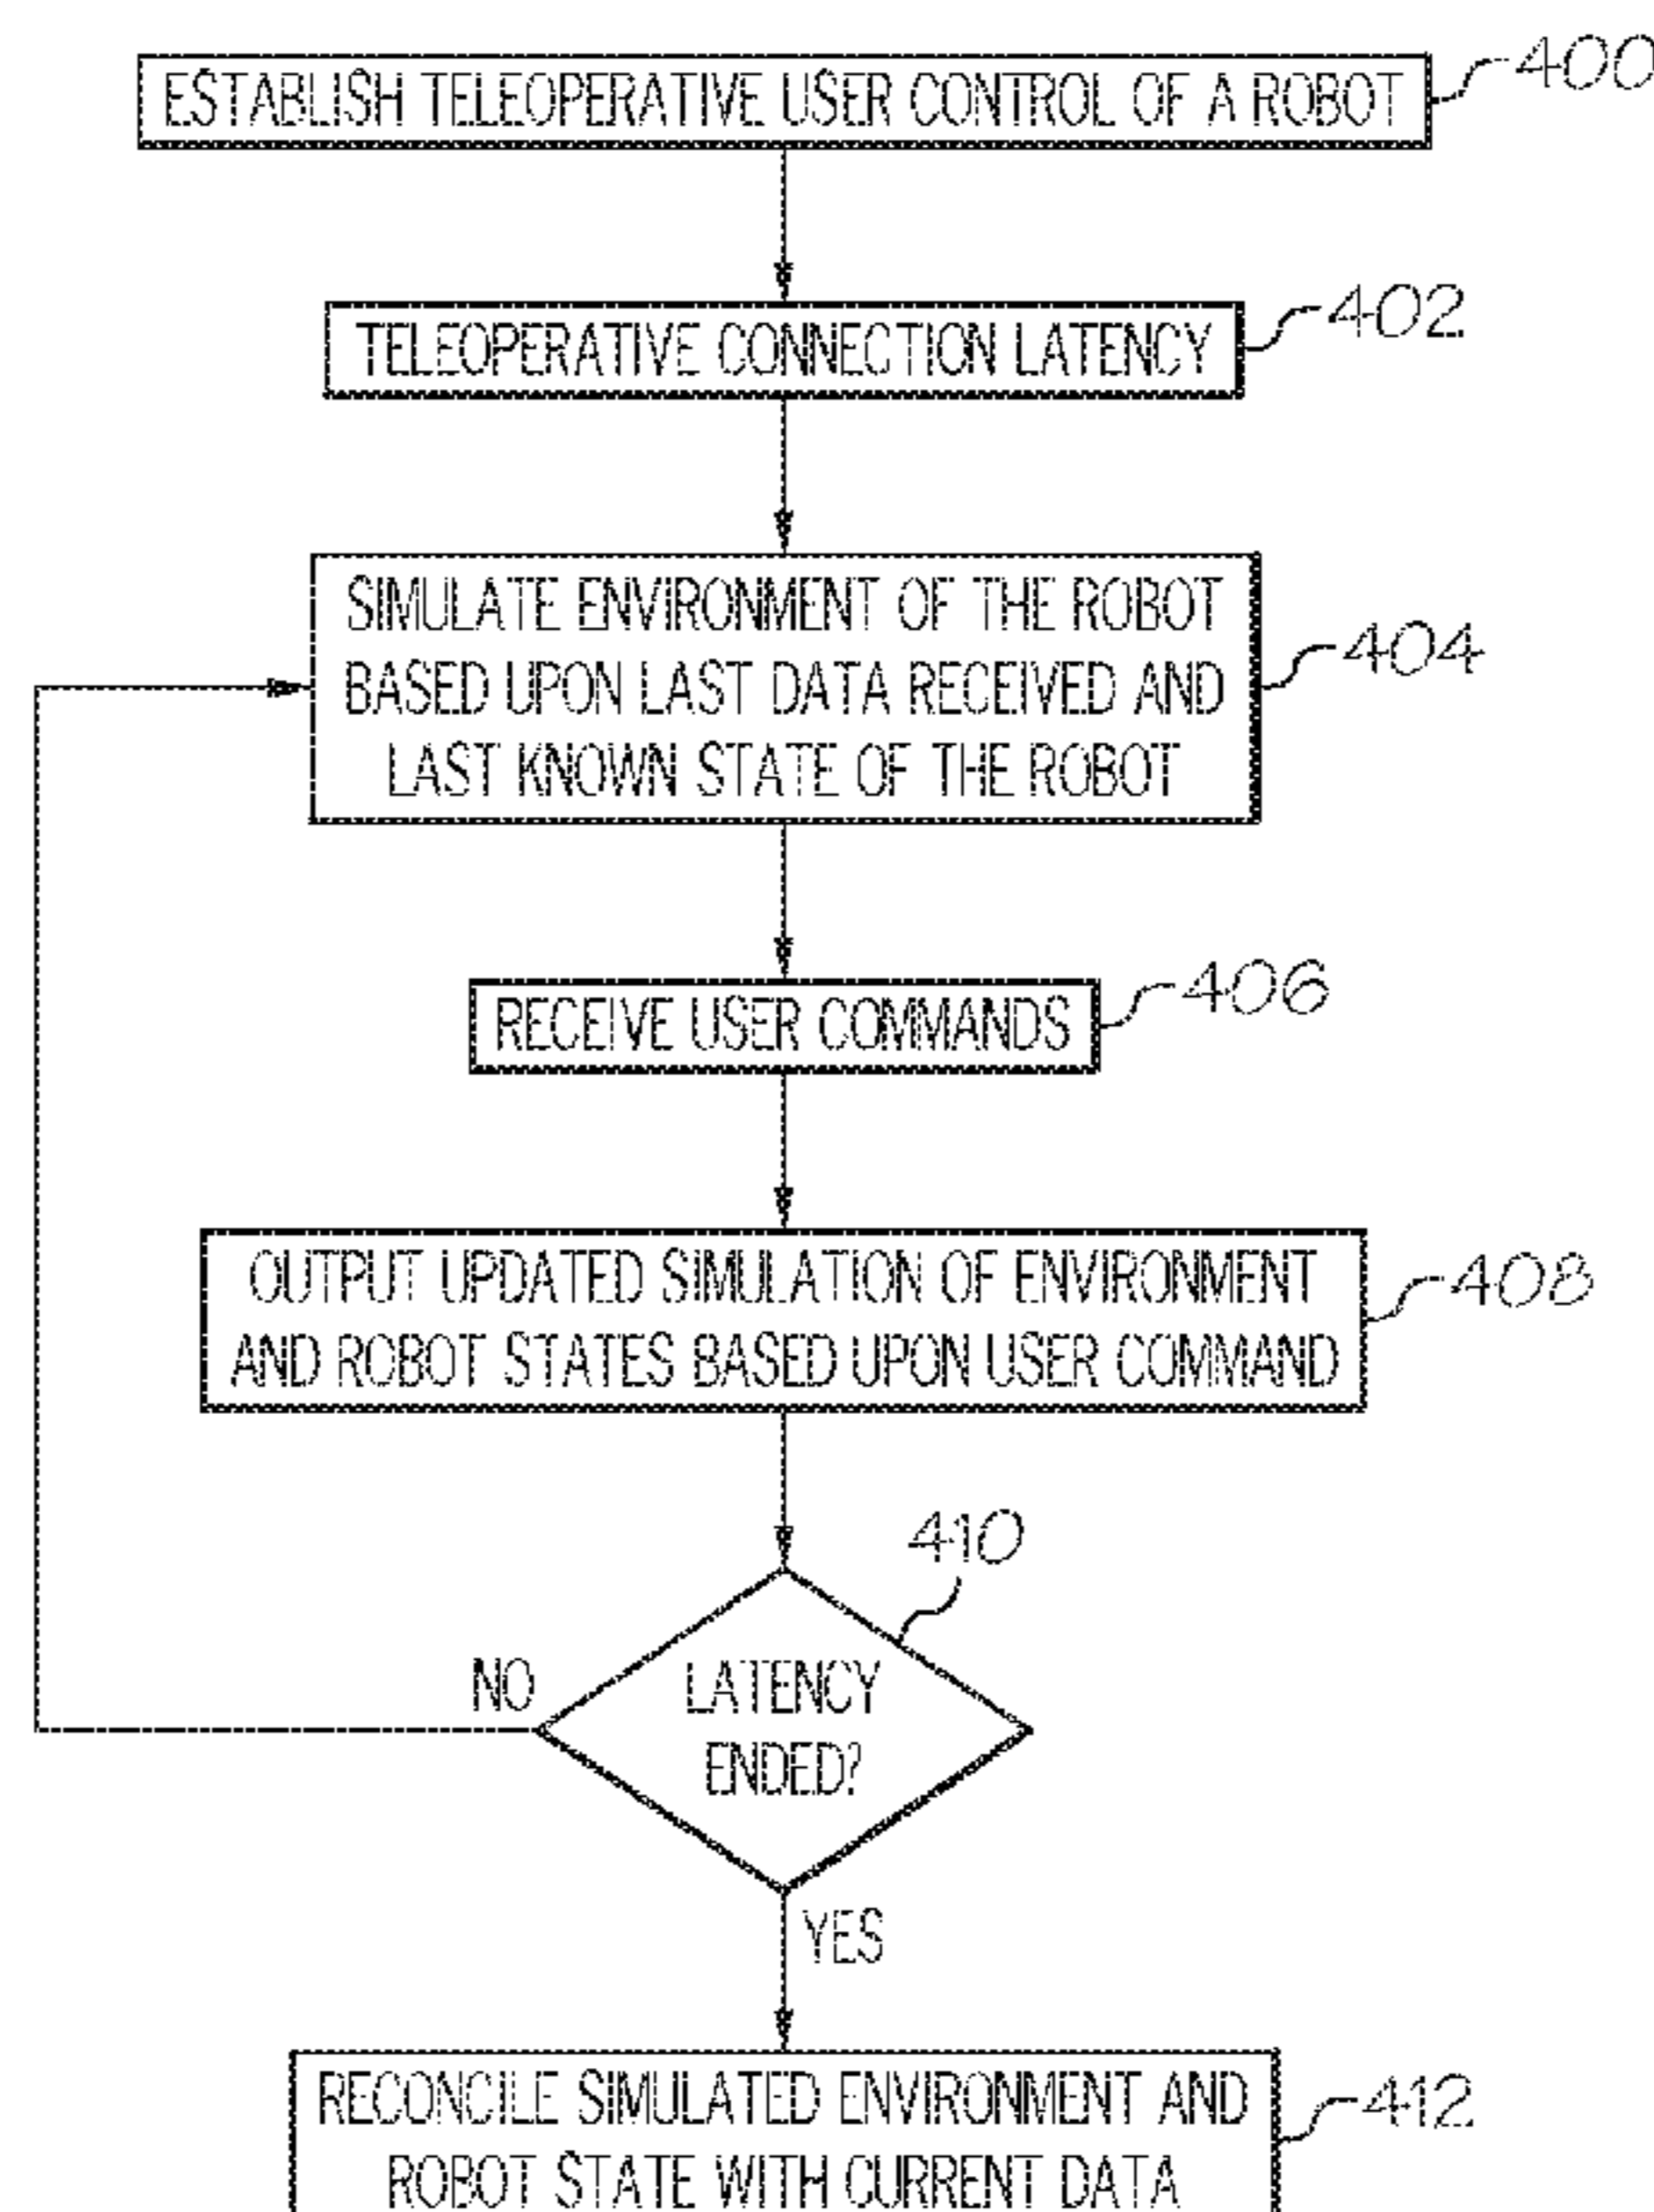 ESTABLISH TELEOPERATIVE USER CONTROL OF A ROBOT
400
TELEOPERATIVE CONNECTION LATENCY
402
SIMULATE ENVIRONMENT OF THE ROBOT
BASED UPON LAST DATA RECEIVED AND
LAST KNOWN STATE OF THE ROBOT
404
RECEIVE USER COMMANDS
406
OUTPUT UPDATED SIMULATION OF ENVIRONMENT
AND ROBOT STATES BASED UPON USER COMMAND
408
410
LATENCY
ENDED?
NO
YES
RECONCILE SIMULATED ENVIRONMENT AND
ROBOT STATE WITH CURRENT DATA
412